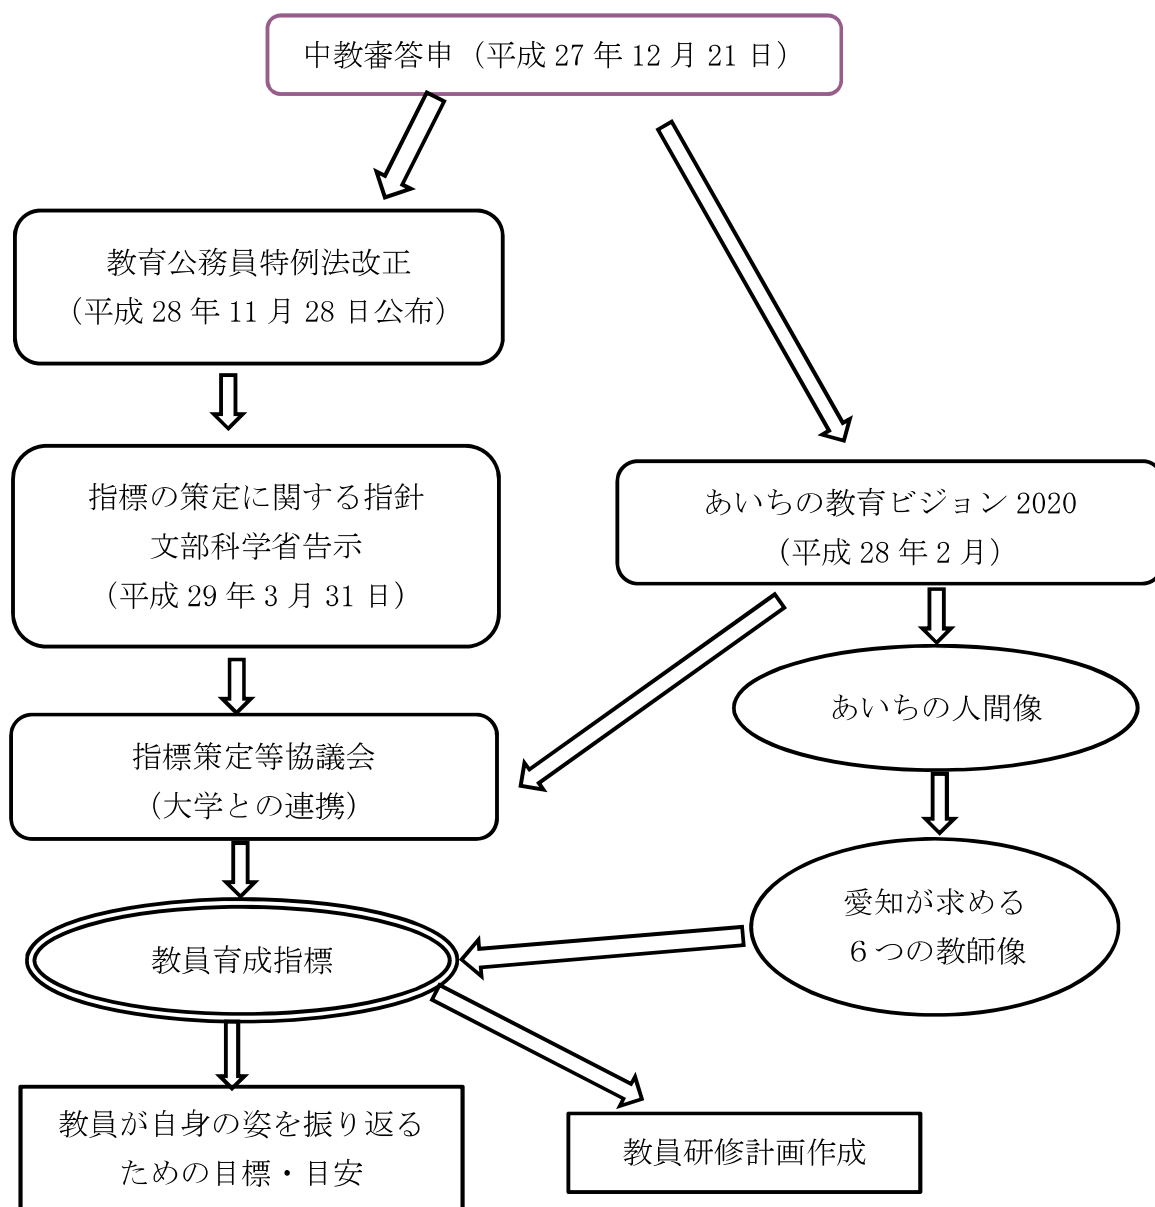 中教審答申（平成 27 年 12 月 21 日）
教育公務員特例法改正
（平成 28 年 11 月 28 日公布）
指標の策定に関する指針
文部科学省告示
（平成 29 年 3 月 31 日）
あいちの教育ビジョン 2020
（平成 28 年 2 月）
あいちの人間像
指標策定等協議会
（大学との連携）
愛知が求める
６つの教師像
教員育成指標
教員が自身の姿を振り返る
ための目標・目安
教員研修計画作成